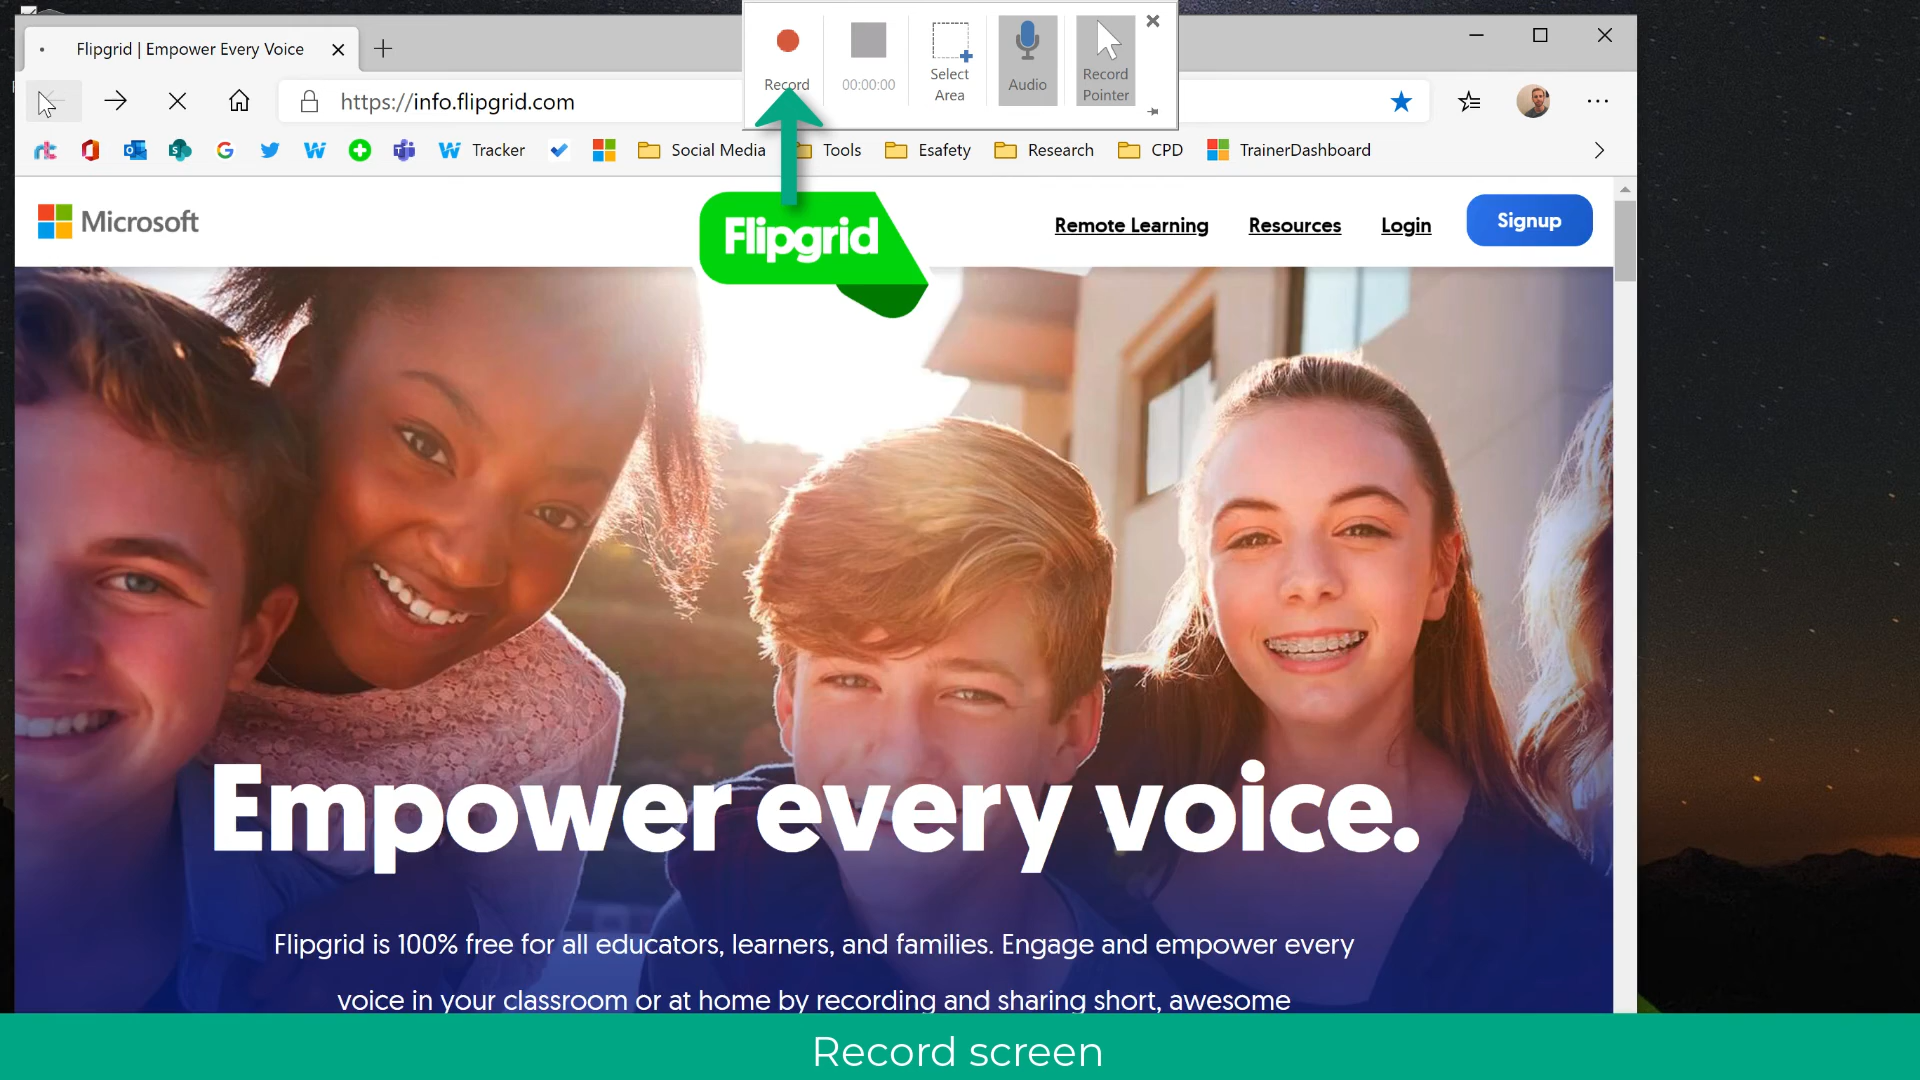 Flipgrid | Empower Every Voice
Record
00:00:00
Select
Area
Audio
Record
Pointer
https://info.flipgrid.com
Tracker
Social Media
Tools
Esafety
Research
CPD
TrainerDashboard
Microsoft
Flipgrid
Remote Learning
Resources
Login
Signup
Empower every voice.
Flipgrid is 100% free for all educators, learners, and families. Engage and empower every
voice in your classroom or at home by recording and sharing short, awesome
Record screen